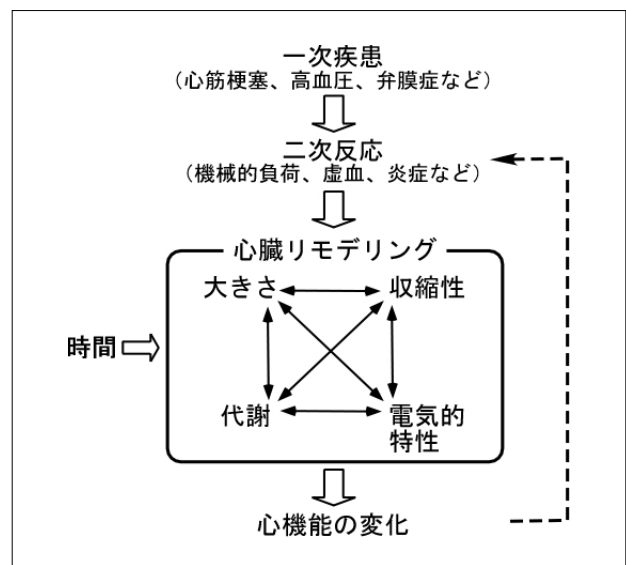 一次疾患
（心筋梗塞、高血圧、弁膜症など）
二次反応
（機械的負荷、虚血、炎症など）
心臓リモデリング
大きさ
収縮性
時間
代謝
電気的
特性
心機能の変化